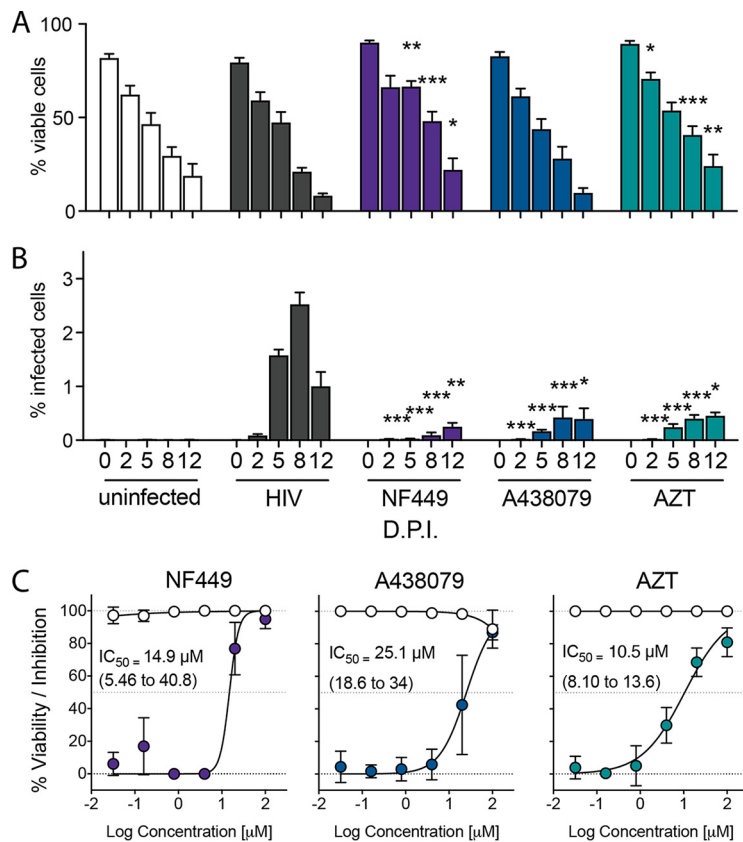 A
100
50
0
% viable cells
** *** *
* *** **
B
3
2
1
0
% infected cells
*** *** *** **
*** *** *** *
*** *** *** *
0 2 5 8 12 0 2 5 8 12 0 2 5 8 12 0 2 5 8 12 0 2 5 8 12
uninfected HIV NF449 A438079 AZT
D.P.I.
C
NF449 A438079 AZT
% Viability / Inhibition
100
80
60
40
20
0
IC50 = 14.9 µM
(5.46 to 40.8)
IC50 = 25.1 µM
(18.6 to 34)
IC50 = 10.5 µM
(8.10 to 13.6)
-2 -1 0 1 2 -2 -1 0 1 2 -2 -1 0 1 2
Log Concentration [µM] Log Concentration [µM] Log Concentration [µM]